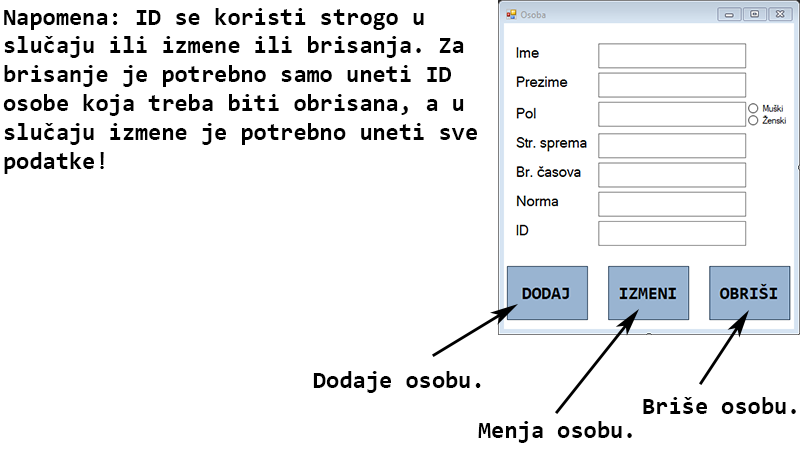 Napomena: ID se koristi strogo u
slučaju ili izmene ili brisanja. Za
brisanje je potrebno samo uneti ID
osobe koja treba biti obrisana, a u
slučaju izmene je potrebno uneti sve
podatke!
Osoba
Ime
Prezime
Pol
Muški
Ženski
Str. sprema
Br. časova
Norma
ID
DODAJ
IZMENI
OBRIŠI
Dodaje osobu.
Menja osobu.
Briše osobu.